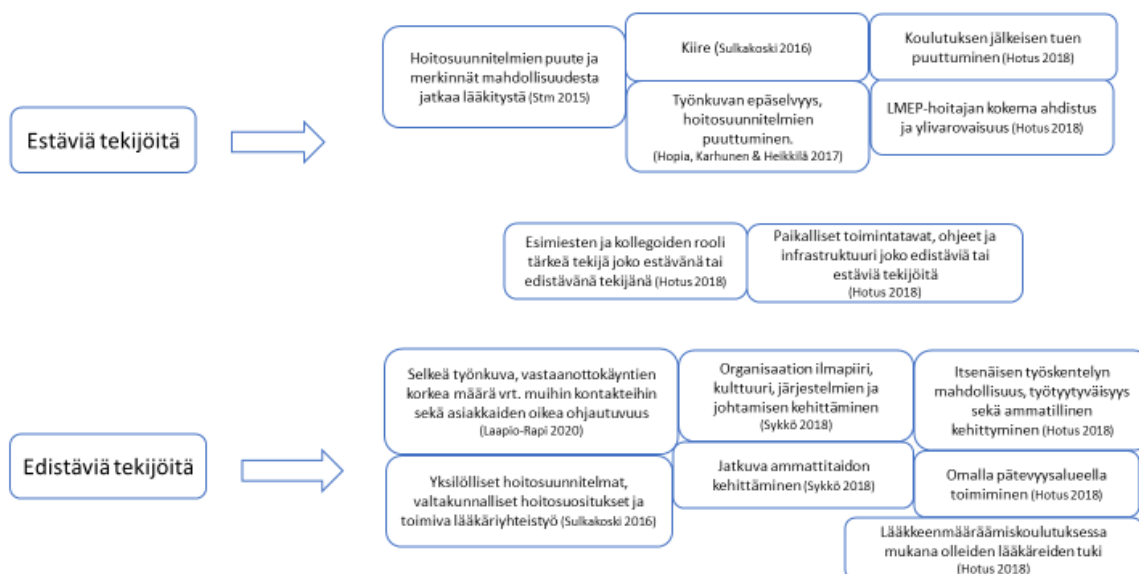 Estäviä tekijöitä
Hoitosuunnitelmien puute ja
merkinnät mahdollisuudesta
jatkaa lääkitystä (Stm 2015)
Kiire (Sulkakoski 2016)
Koulutuksen jälkeisen tuen
puuttuminen (Hotus 2018)
Työnkuvan epäselvyys,
hoitosuunnitelmien
puuttuminen.
(Hopia, Karhunen & Heikkilä 2017)
LMEP-hoitajan kokema ahdistus
ja ylivarovaisuus (Hotus 2018)
Esimiesten ja kollegoiden rooli
tärkeä tekijä joko estävänä tai
edistävänä tekijänä (Hotus 2018)
Paikalliset toimintatavat, ohjeet ja
infrastruktuuri joko edistäviä tai
estäviä tekijöitä
(Hotus 2018)
Edistäviä tekijöitä
Selkeä työnkuva, vastaanottokäyntien
korkea määrä vrt. muihin kontakteihin
sekä asiakkaiden oikea ohjautuvuus
(Laapio-Rapi 2020)
Organisaation ilmapiiri,
kulttuuri, järjestelmien ja
johtamisen kehittäminen
(Sykkö 2018)
Itsenäisen työskentelyn
mahdollisuus, työtyytyväisyys
sekä ammatillinen
kehittyminen (Hotus 2018)
Yksilölliset hoitosuunnitelmat,
valtakunnalliset hoitosuositukset ja
toimiva lääkäriyhteistyö (Sulkakoski 2016)
Jatkuva ammattitaidon
kehittäminen (Sykkö 2018)
Omalla pätevyysalueella
toimiminen (Hotus 2018)
Lääkkeenmääräämiskoulutuksessa
mukana olleiden lääkäreiden tuki
(Hotus 2018)